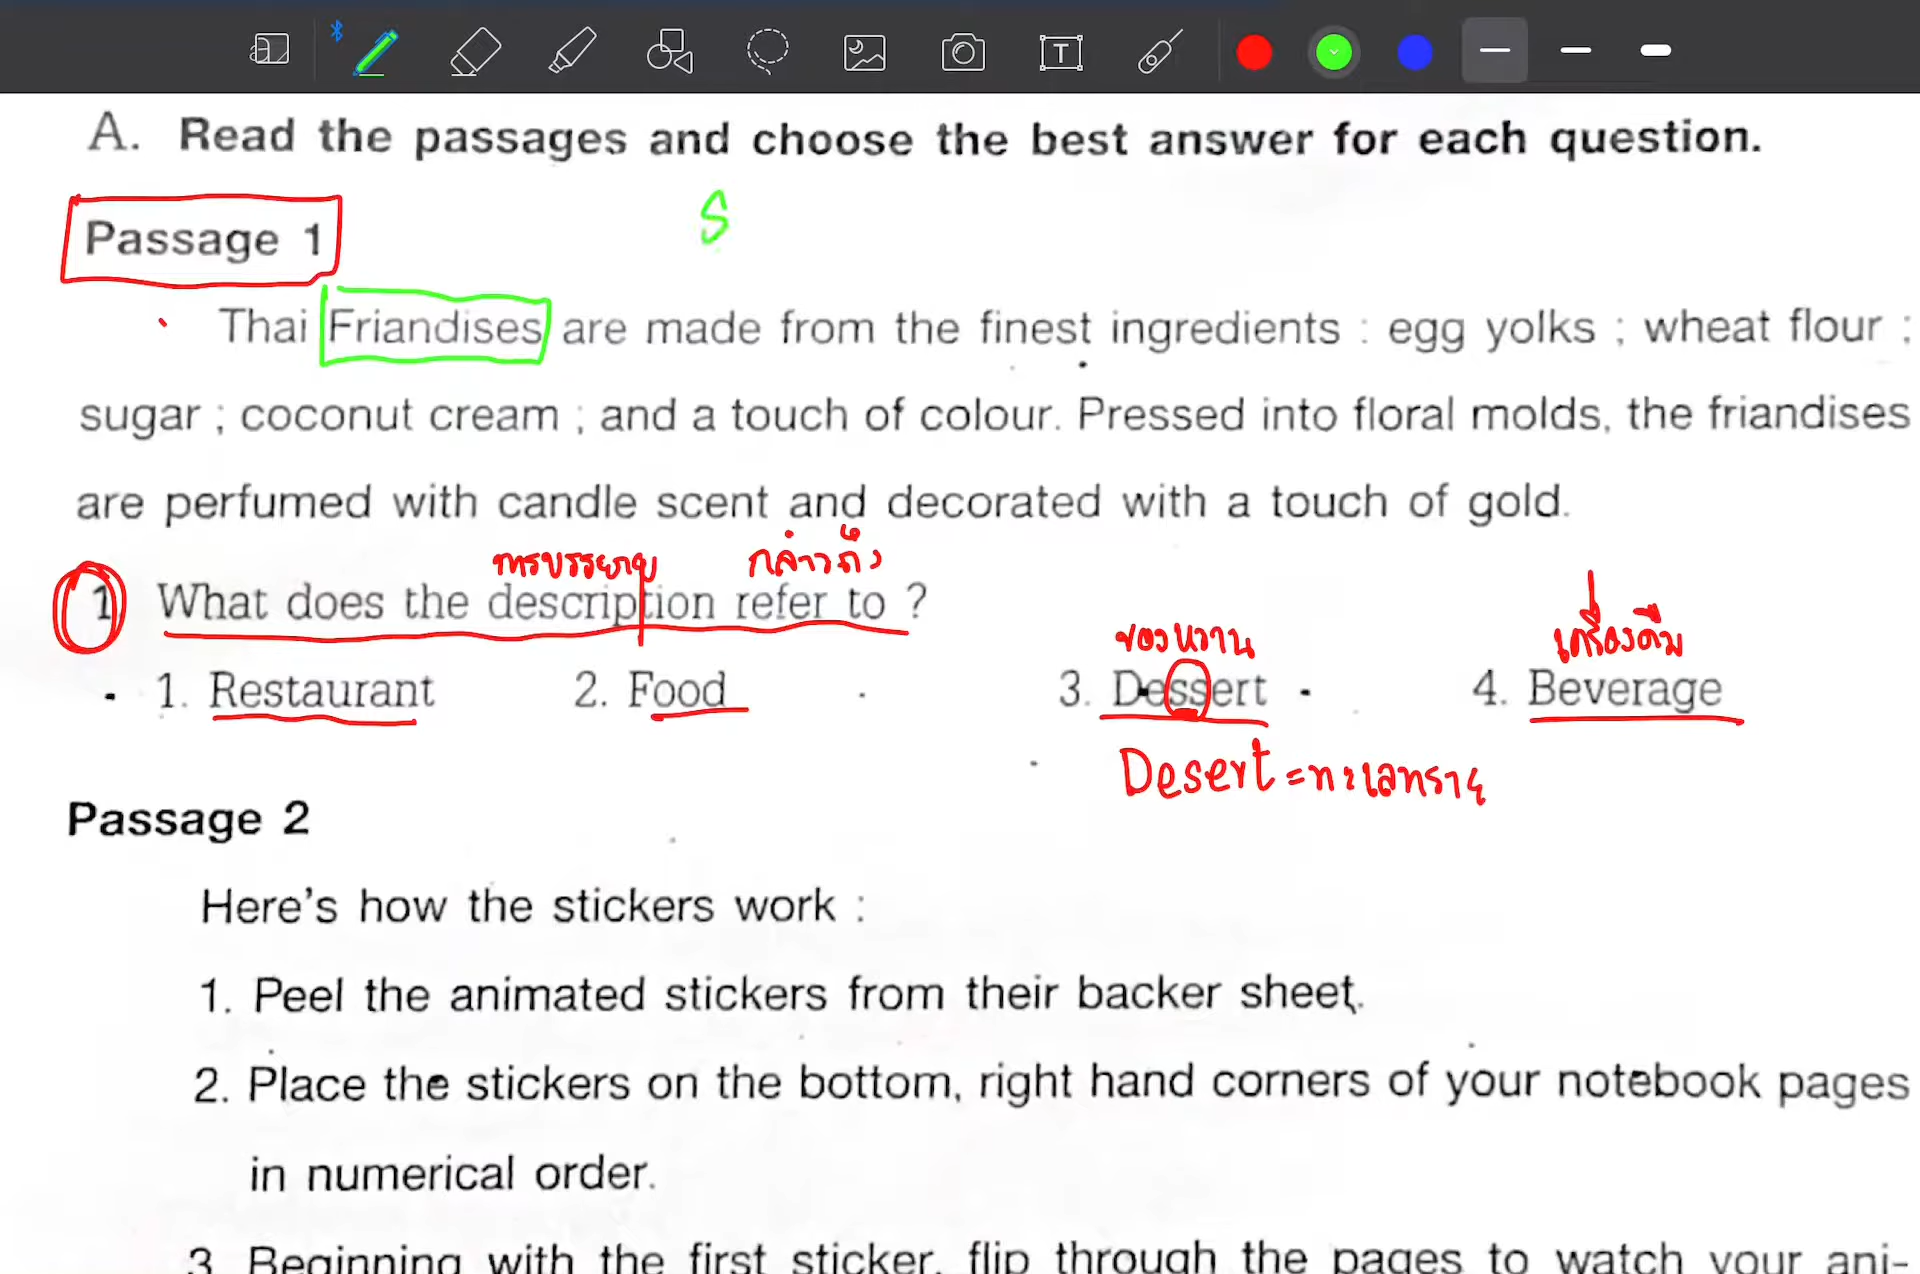 A. Read the passages and choose the best answer for each question.
S
Passage 1
Thai Friandises are made from the finest ingredients : egg yolks ; wheat flour ;
sugar ; coconut cream ; and a touch of colour. Pressed into floral molds, the friandises
are perfumed with candle scent and decorated with a touch of gold.
การบรรยาย กล่าวถึง
1 What does the description refer to ?
ของหวาน เครื่องดื่ม
1. Restaurant 2. Food 3. Dessert 4. Beverage
Desert = ทะเลทราย
Passage 2
Here's how the stickers work :
1. Peel the animated stickers from their backer sheet.
2. Place the stickers on the bottom, right hand corners of your notebook pages
in numerical order.
3. Beginning with the first sticker, flip through the pages to watch your ani-